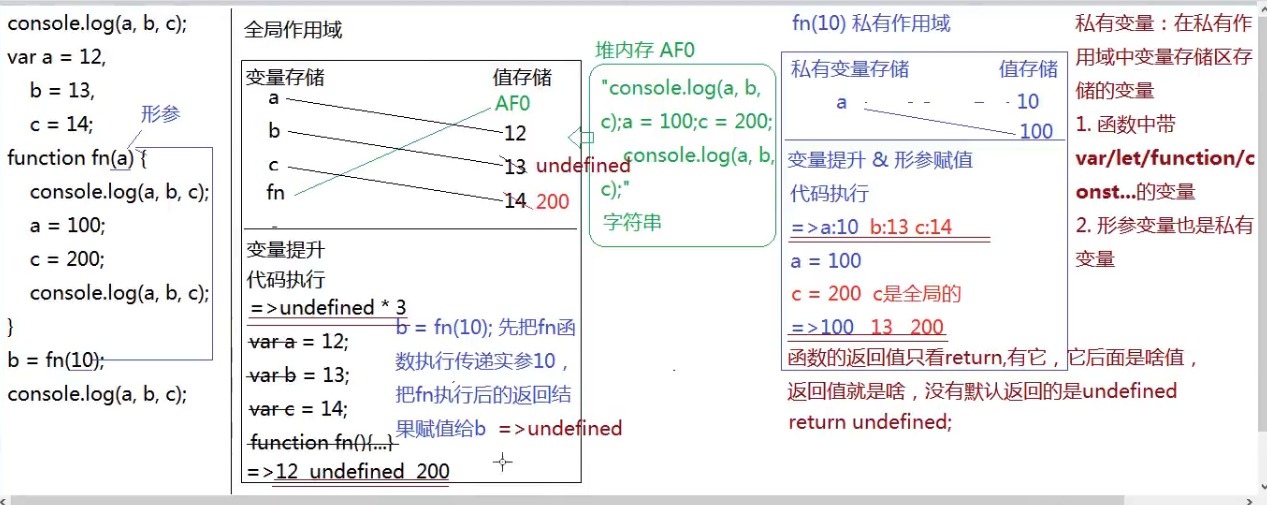 console.log(a, b, c);
var a = 12,
b = 13,
c = 14;
形参
function fn(a) {
console.log(a, b, c);
a = 100;
c = 200;
console.log(a, b, c);
}
b = fn(10);
console.log(a, b, c);
全局作用域
变量存储 值存储
a
b
c
fn
AF0
12
13 undefined
14 200
变量提升
代码执行
=>undefined * 3
var a = 12;
var b = 13;
var c = 14;
function fn(){...}
=>12 undefined 200
b = fn(10); 先把fn函
数执行传递实参10，
把fn执行后的返回结
果赋值给b =>undefined
堆内存 AF0
"console.log(a, b,
c);a = 100;c = 200;
console.log(a, b,
c);"
字符串
fn(10) 私有作用域
私有变量存储 值存储
a 10
100
变量提升 & 形参赋值
代码执行
=>a:10 b:13 c:14
a = 100
c = 200 c是全局的
=>100 13 200
函数的返回值只看return,有它，它后面是啥值，
返回值就是啥，没有默认返回的是undefined
return undefined;
私有变量：在私有作
用域中变量存储区存
储的变量
1. 函数中带
var/let/function/c
onst...的变量
2. 形参变量也是私有
变量